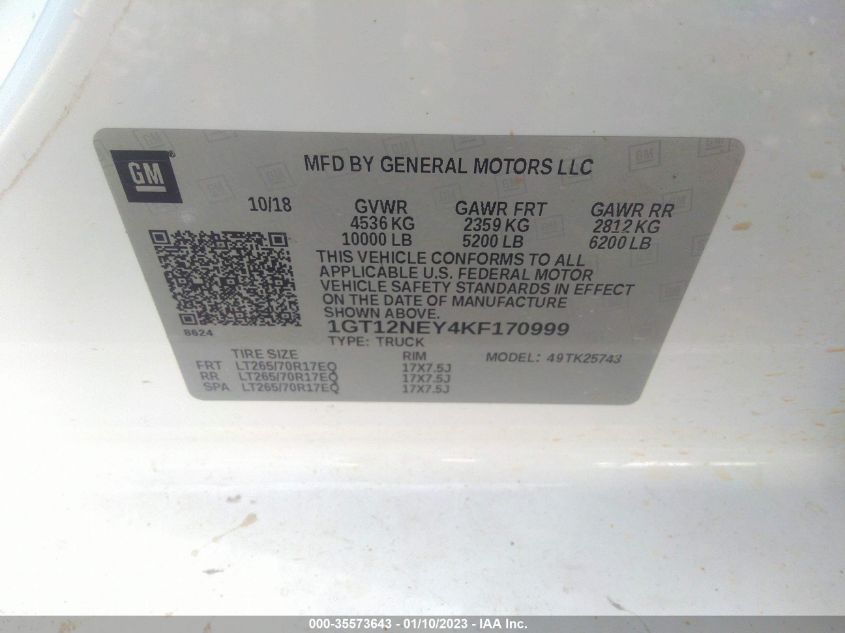 GM
MFD BY GENERAL MOTORS LLC
10/18 GVWR GAWR FRT GAWR RR
4536 KG 2359 KG 2812 KG
10000 LB 5200 LB 6200 LB
THIS VEHICLE CONFORMS TO ALL
APPLICABLE U.S. FEDERAL MOTOR
VEHICLE SAFETY STANDARDS IN EFFECT
ON THE DATE OF MANUFACTURE
SHOWN ABOVE.
8624
1GT12NEY4KF170999
TYPE: TRUCK
TIRE SIZE RIM MODEL: 49TK25743
FRT LT265/70R17EQ 17X7.5J
RR LT265/70R17EQ 17X7.5J
SPA LT265/70R17EQ 17X7.5J
000-35573643 - 01/10/2023 - IAA Inc.